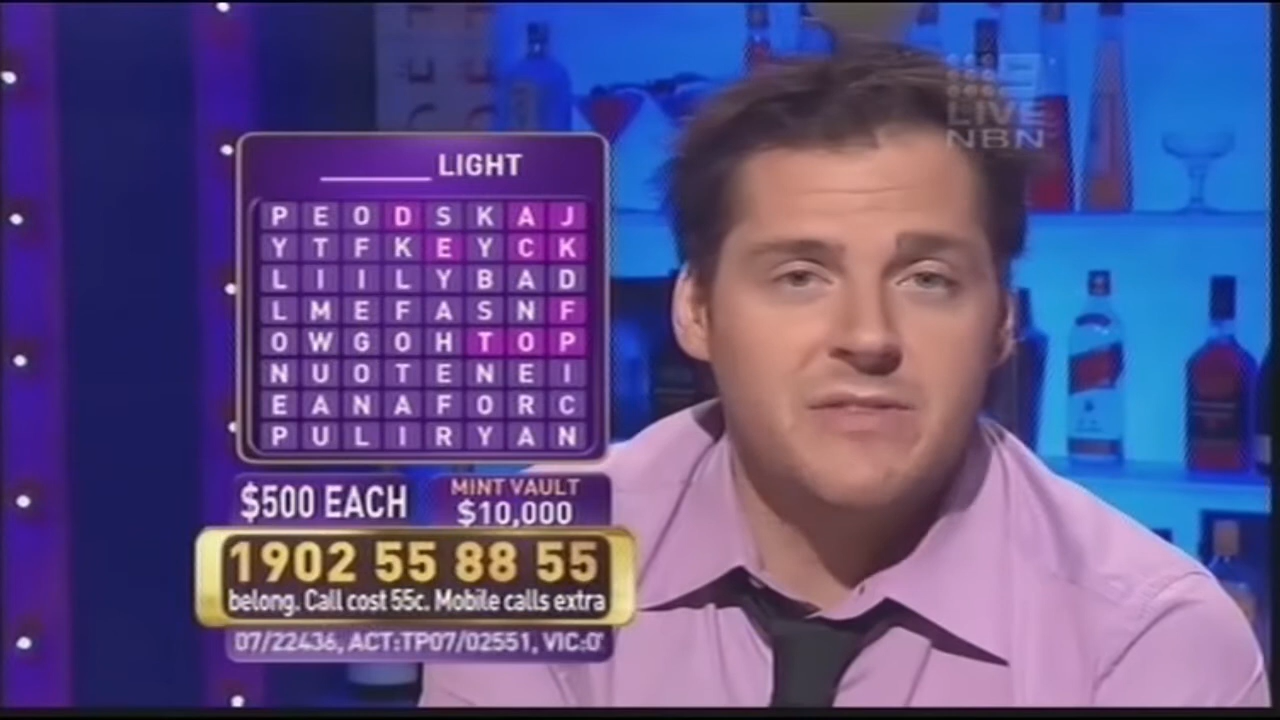 LIVE
NBN
______ LIGHT
P E O D S K A J
Y T F K E Y C K
L I I L Y B A D
L M E F A S N F
O W G O H T O P
N U O T E N E I
E A N A F O R C
P U L I R Y A N
$500 EACH
MINT VAULT
$10,000
1902 55 88 55
belong. Call cost 55c. Mobile calls extra
07/22436, ACT:TP07/02551, VIC:0